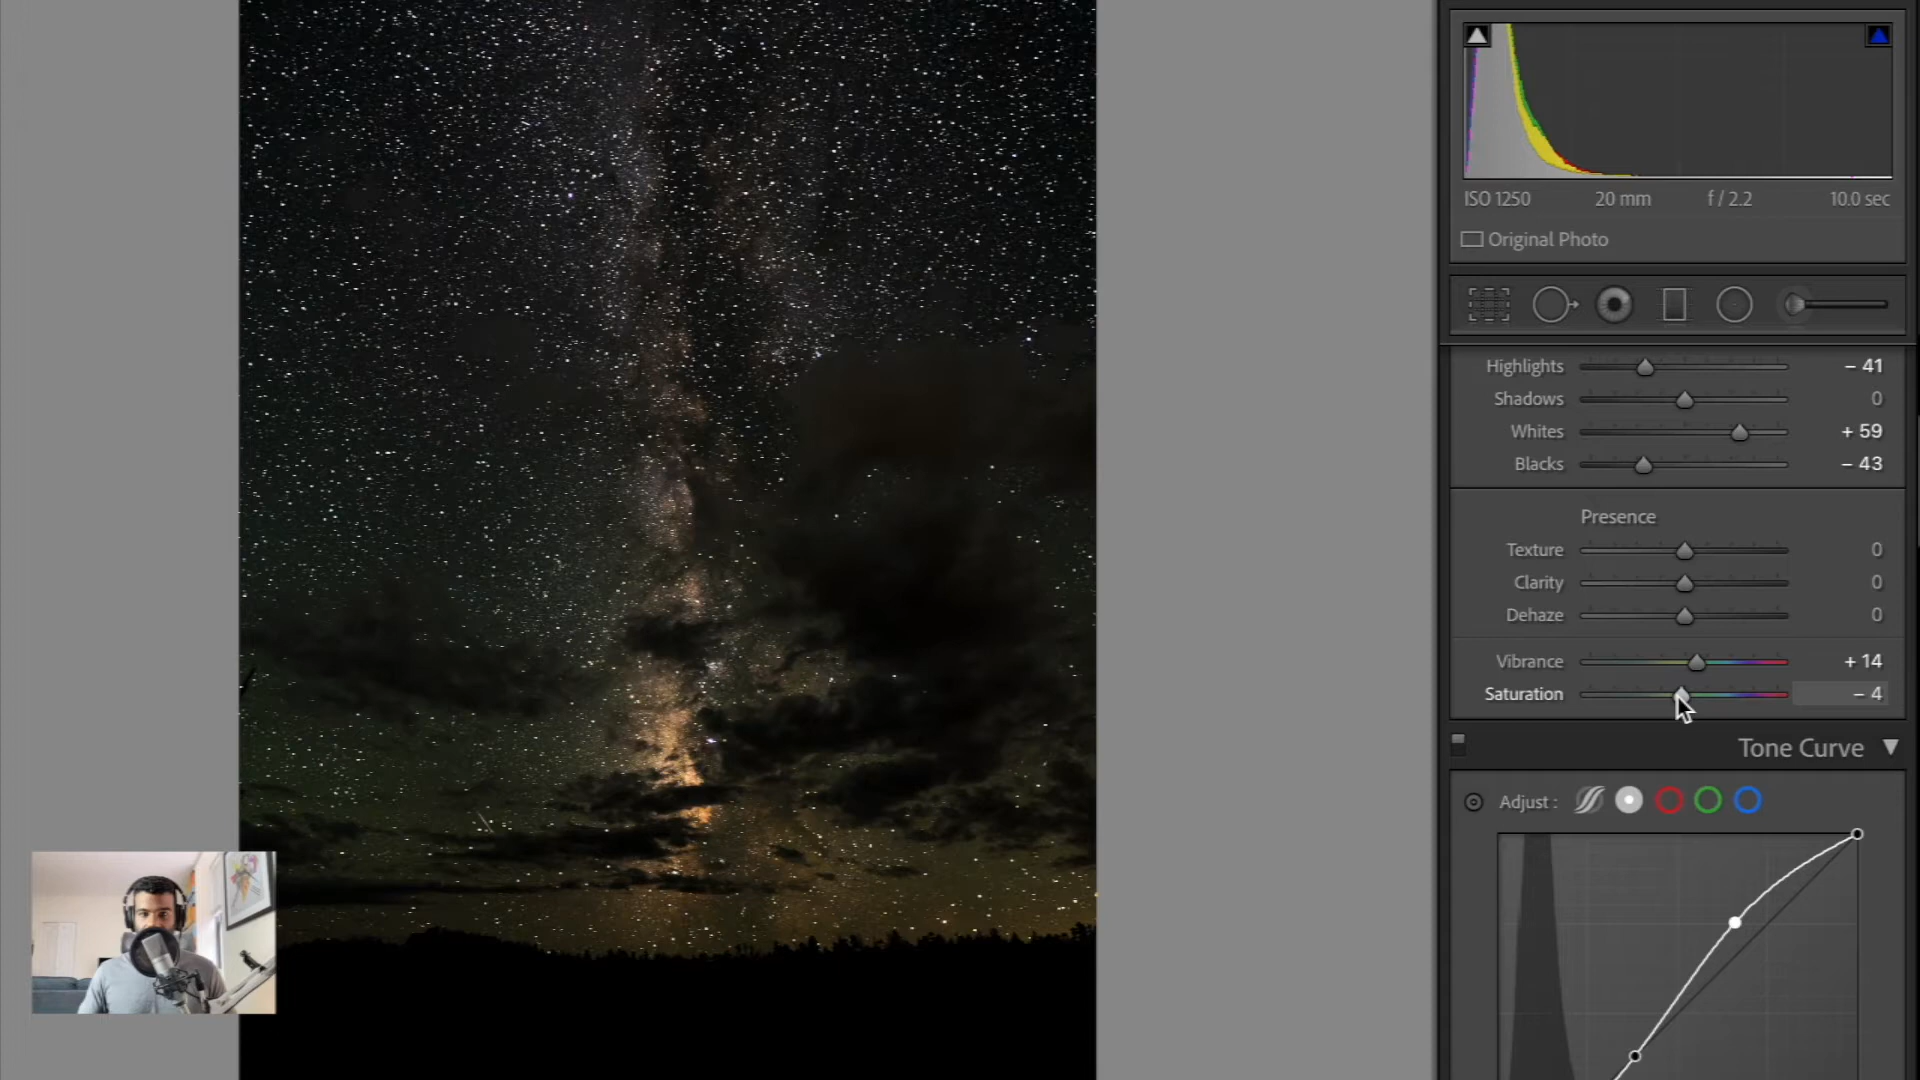 ISO 1250 20 mm f / 2.2 10.0 sec
Original Photo
Highlights – 41
Shadows 0
Whites + 59
Blacks – 43
Presence
Texture 0
Clarity 0
Dehaze 0
Vibrance + 14
Saturation – 4
Tone Curve
Adjust :